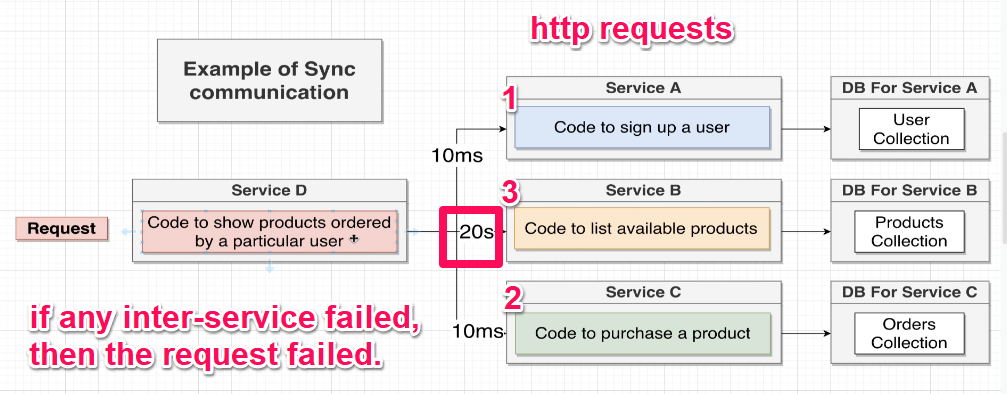 http requests
Example of Sync
communication
1
Service A
Code to sign up a user
DB For Service A
User
Collection
10ms
Service D
Request
Code to show products ordered
by a particular user
20s
3
Service B
Code to list available products
DB For Service B
Products
Collection
if any inter-service failed,
then the request failed.
10ms
2
Service C
Code to purchase a product
DB For Service C
Orders
Collection